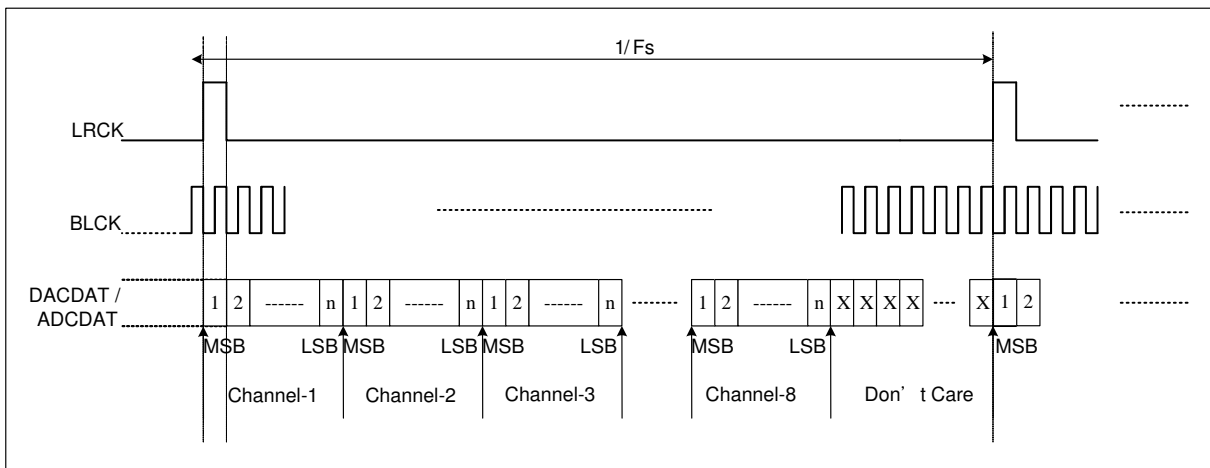 1/ Fs
LRCK
BLCK
DACDAT /
ADCDAT
1 2 ------ n 1 2 ------ n 1 2 ------ n 1 2 ------ n X X X X X 1 2
MSB LSB MSB LSB MSB LSB MSB LSB MSB
Channel-1 Channel-2 Channel-3 Channel-8 Don’ t Care